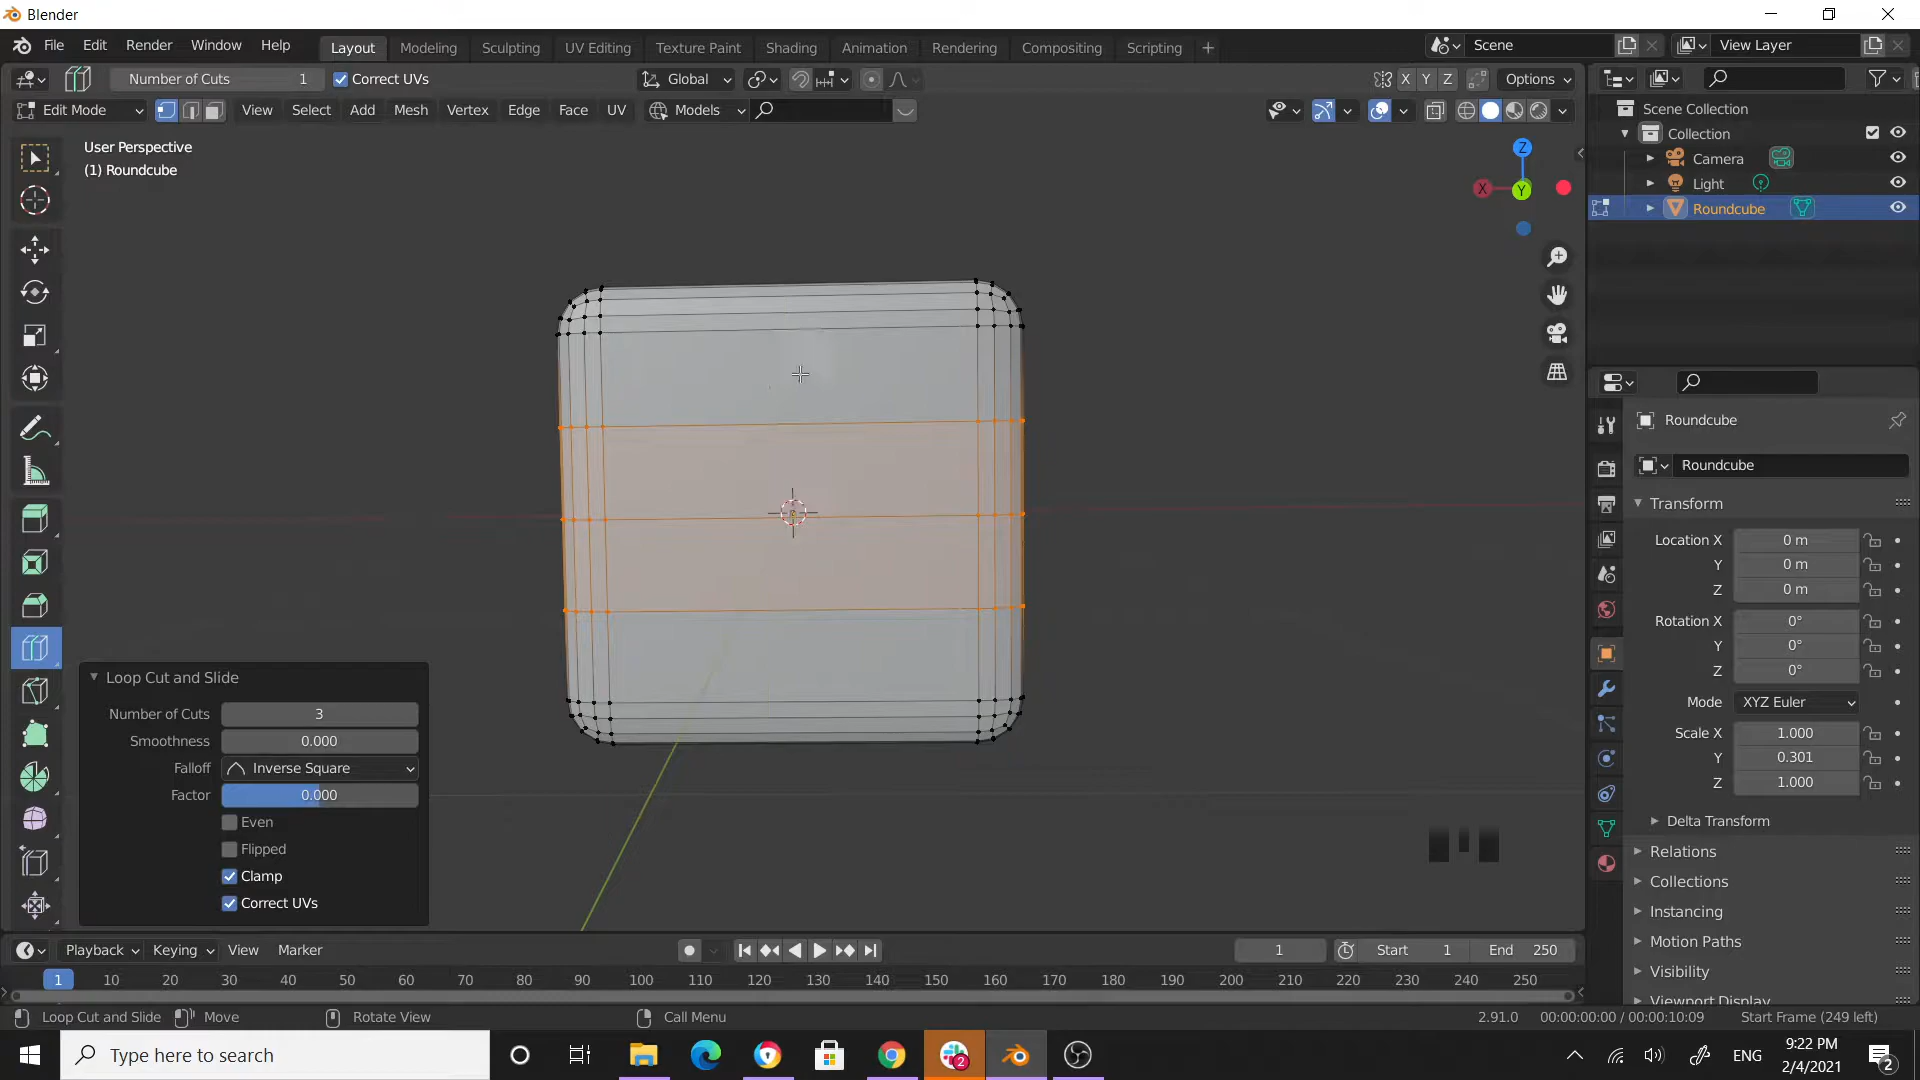 Blender
File Edit Render Window Help Layout Modeling Sculpting UV Editing Texture Paint Shading Animation Rendering Compositing Scripting + Scene View Layer
Number of Cuts 1 Correct UVs Global X Y Z Options
Edit Mode View Select Add Mesh Vertex Edge Face UV Models
Scene Collection
Collection
Camera
Light
Roundcube
User Perspective
(1) Roundcube
Z
X
Y
Roundcube
Roundcube
Transform
Location X 0 m
Y 0 m
Z 0 m
Rotation X 0°
Y 0°
Z 0°
Mode XYZ Euler
Scale X 1.000
Y 0.301
Z 1.000
Delta Transform
Relations
Collections
Instancing
Motion Paths
Visibility
Viewport Display
Loop Cut and Slide
Number of Cuts 3
Smoothness 0.000
Falloff Inverse Square
Factor 0.000
Even
Flipped
Clamp
Correct UVs
Playback Keying View Marker 1 Start 1 End 250
1 10 20 30 40 50 60 70 80 90 100 110 120 130 140 150 160 170 180 190 200 210 220 230 240 250
Loop Cut and Slide Move Rotate View Call Menu 2.91.0 00:00:00:00 / 00:00:10:09 Start Frame (249 left)
Type here to search 2 ENG 9:22 PM 2/4/2021 2